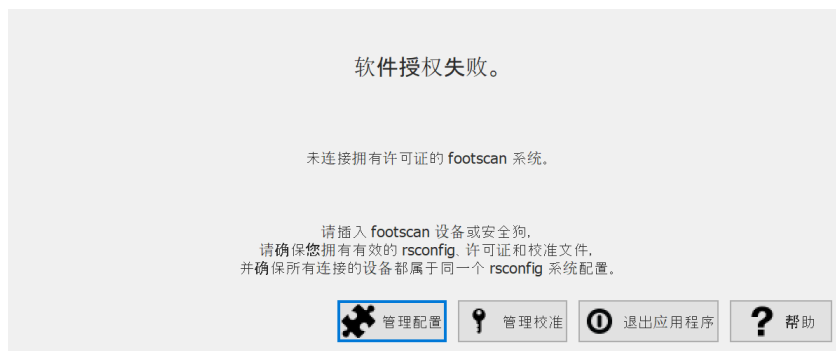 软件授权失败。
未连接拥有许可证的 footscan 系统。
请插入 footscan 设备或安全狗,
请确保您拥有有效的 rsconfig、许可证和校准文件,
并确保所有连接的设备都属于同一个 rsconfig 系统配置。
管理配置 管理校准 退出应用程序 帮助